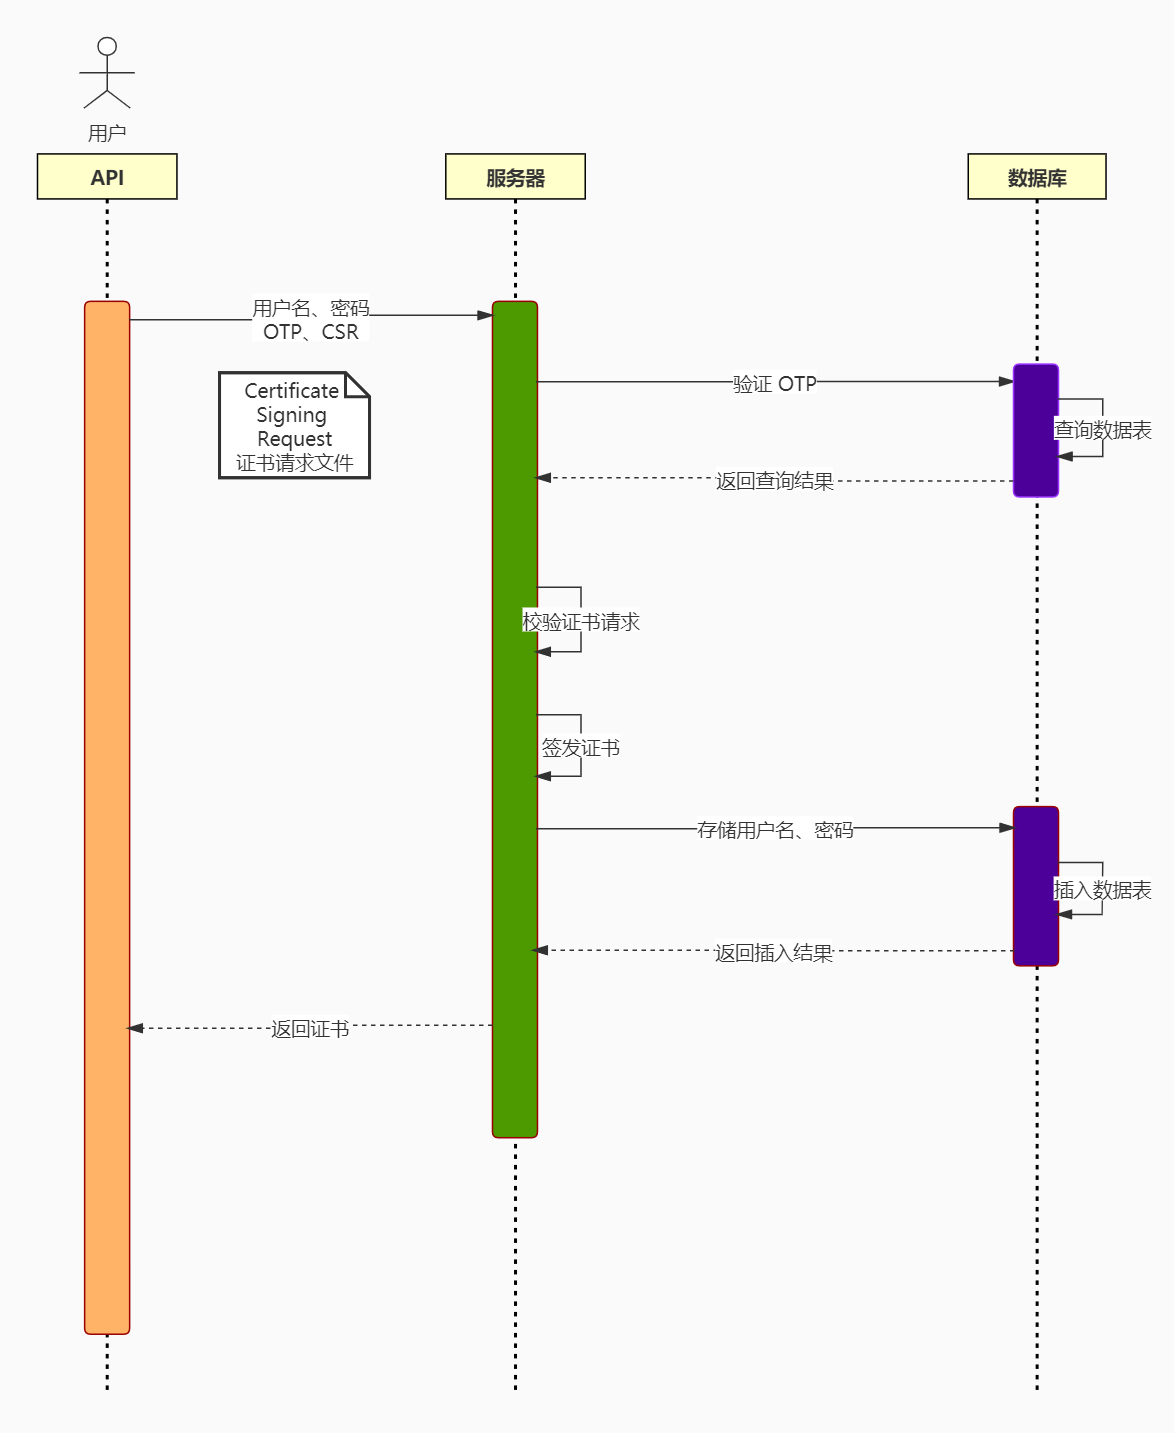 用户
API
服务器
数据库
用户名、密码
OTP、CSR
Certificate
Signing
Request
证书请求文件
验证 OTP
查询数据表
返回查询结果
校验证书请求
签发证书
存储用户名、密码
插入数据表
返回插入结果
返回证书